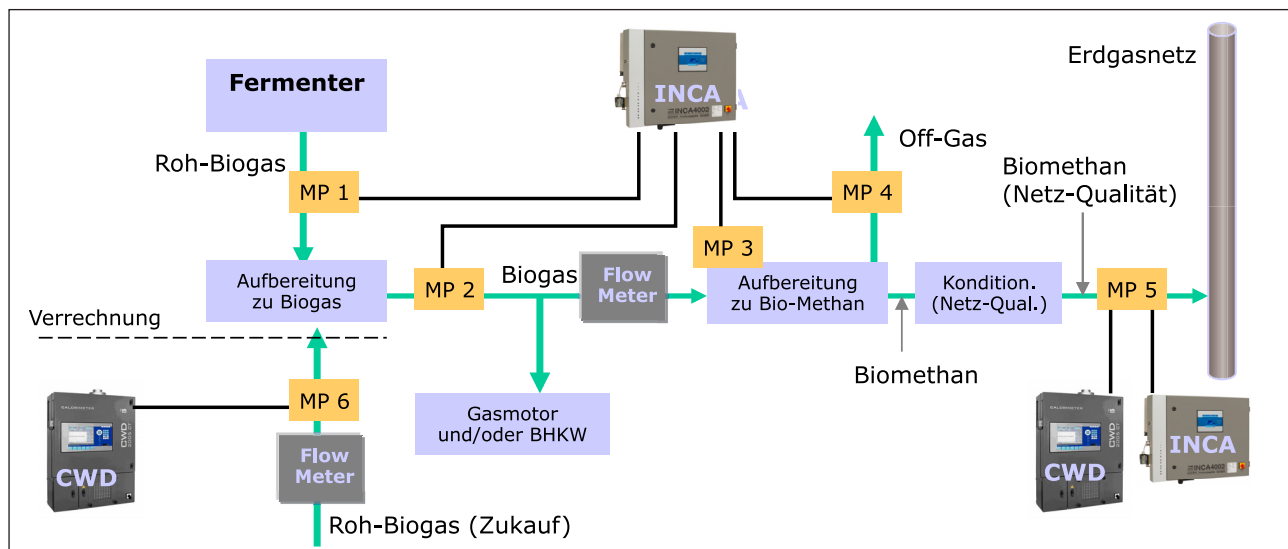 Fermenter
INCA
INCA4002
Erdgasnetz
Roh-Biogas
Off-Gas
Biomethan
(Netz-Qualität)
MP 1
MP 4
MP 3
Aufbereitung
zu Biogas
MP 2
Biogas
Flow
Meter
Aufbereitung
zu Bio-Methan
Kondition.
(Netz-Qual.)
MP 5
Verrechnung
Biomethan
MP 6
CWD
Gasmotor
und/oder BHKW
Flow
Meter
Roh-Biogas (Zukauf)
CWD
INCA
INCA4002